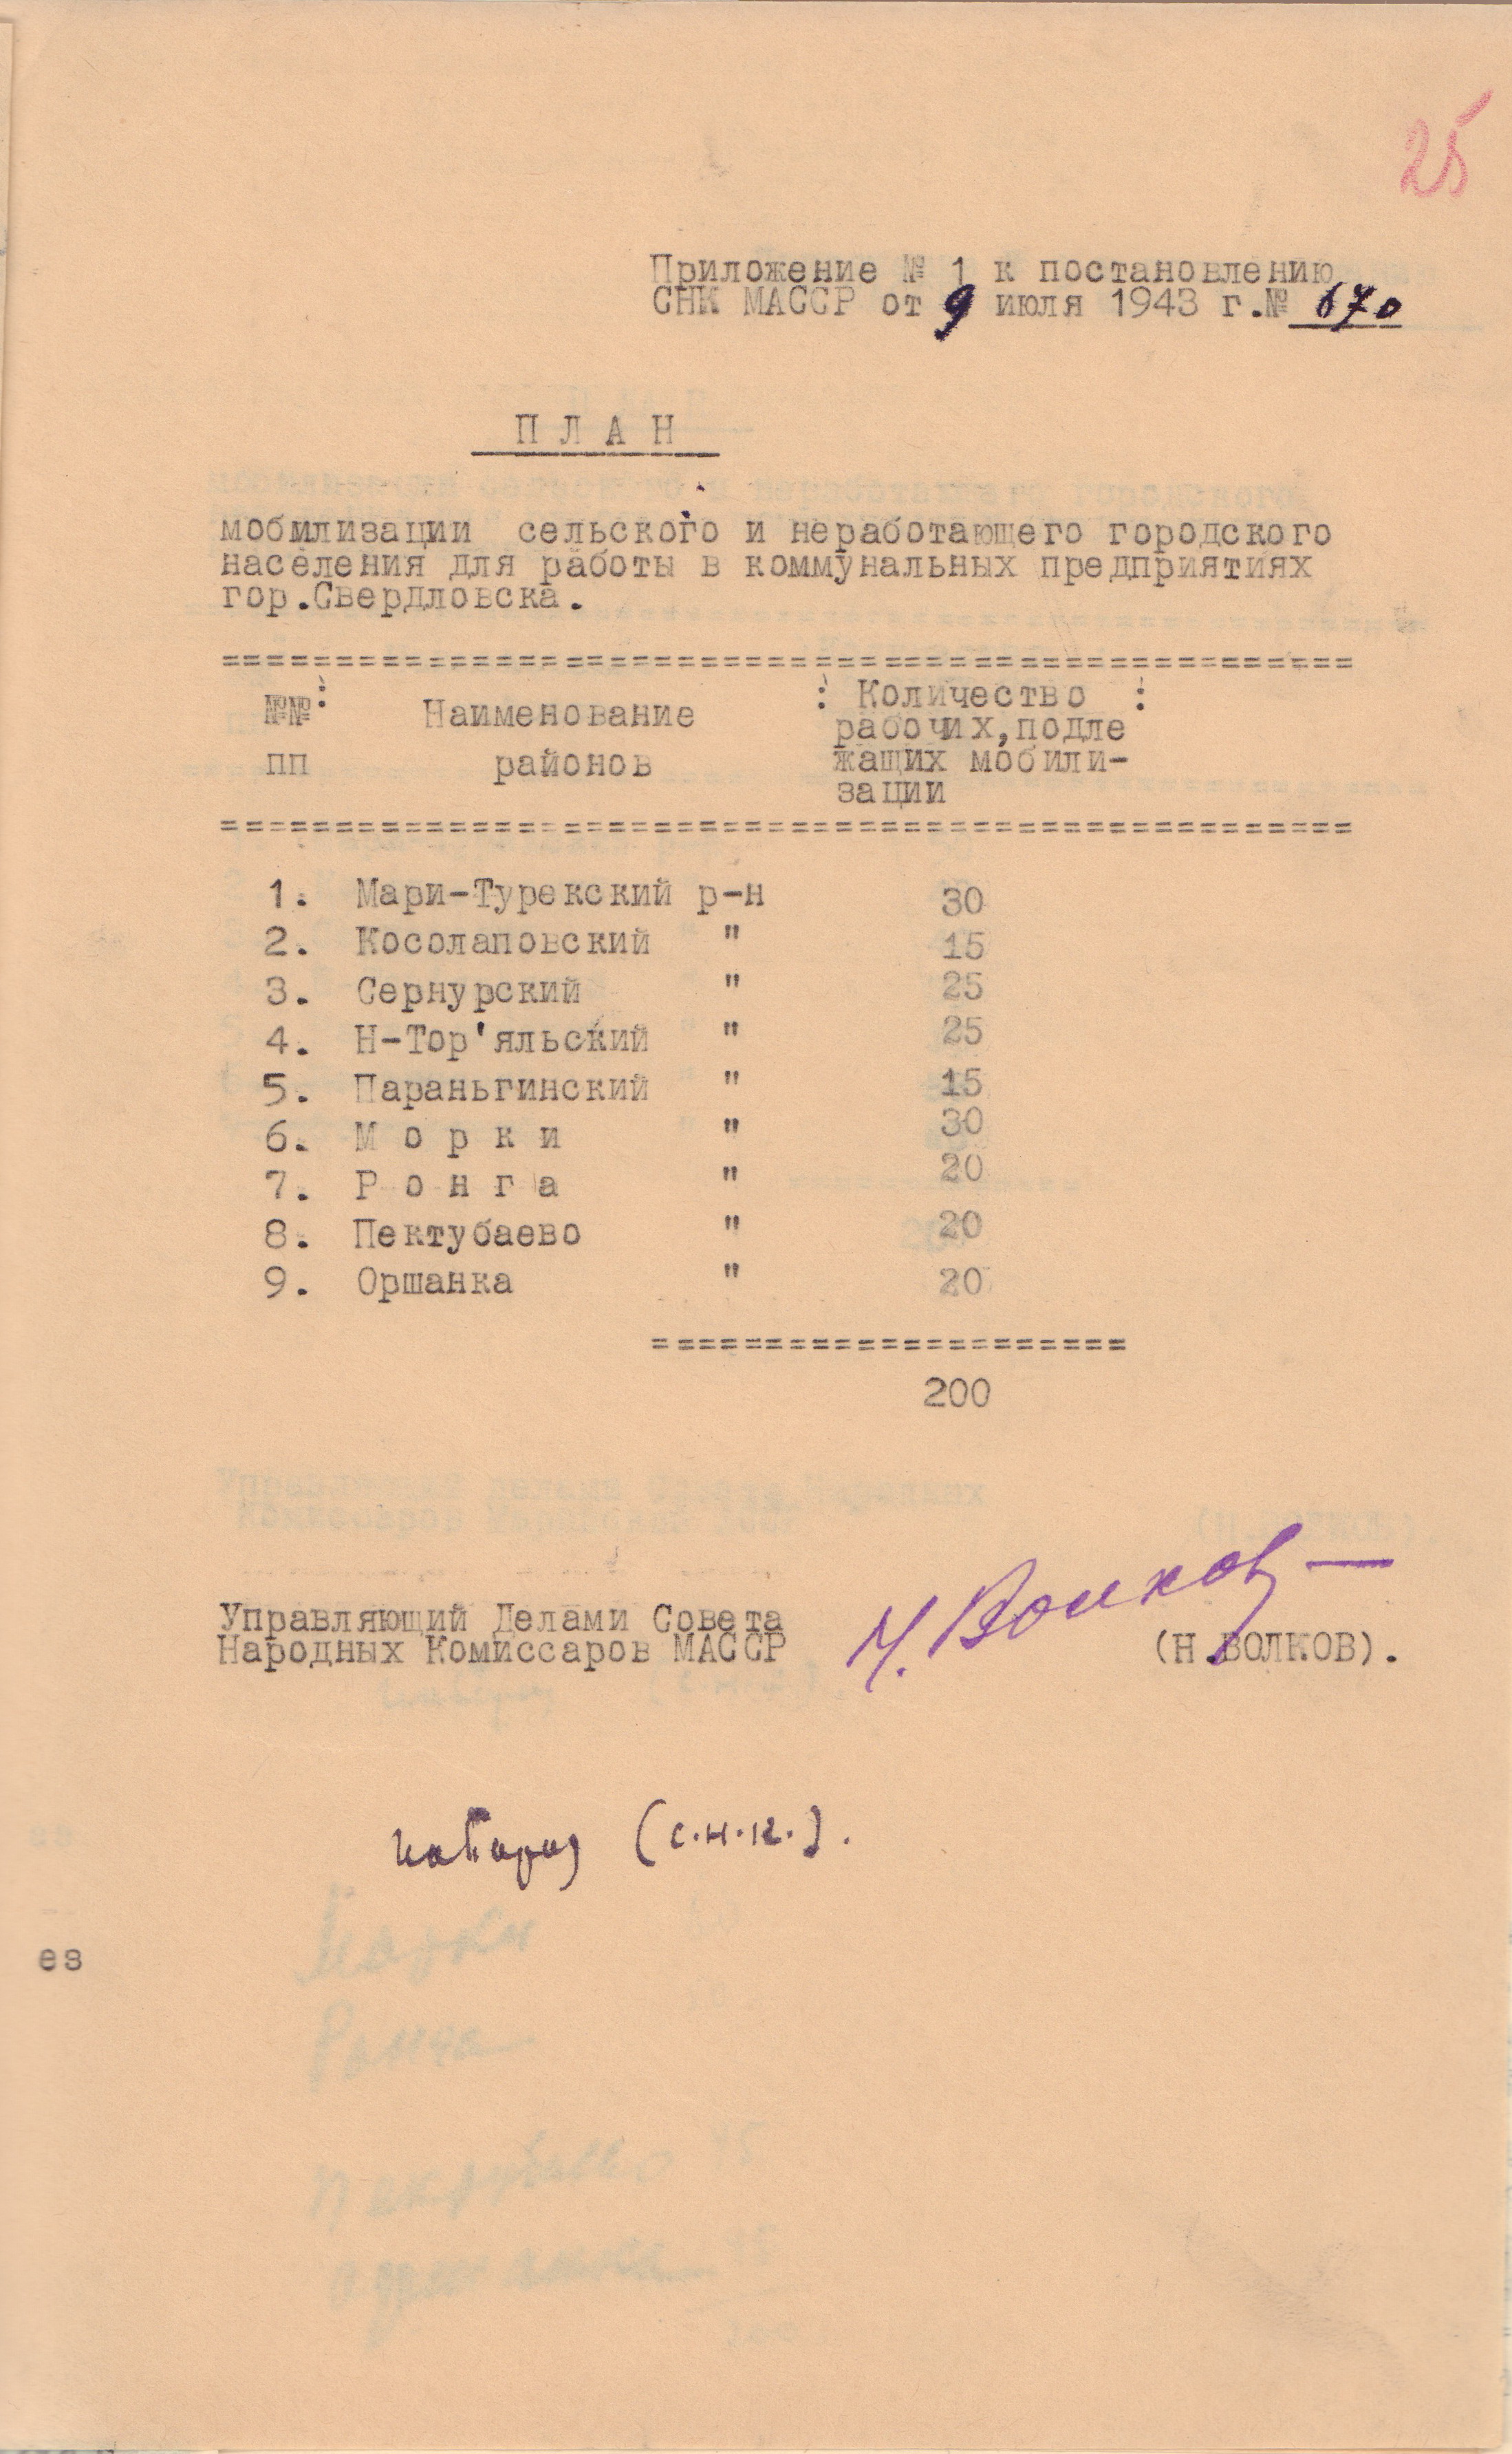 25
Приложение № 1 к постановлению
СНК МАССР от 9 июля 1943 г.№ 670
П Л А Н
мобилизации сельского и неработающего городского
населения для работы в коммунальных предприятиях
гор.Свердловска.
==================================================
№№ : Наименование : Количество :
рабочих,подле
пп районов жащих мобили-
зации
==================================================
1. Мари-Турекский р-н 30
2. Косолаповский " 15
3. Сернурский " 25
4. Н-Тор'яльский " 25
5. Параньгинский " 15
6. М о р к и " 30
7. Р о н г а " 20
8. Пектубаево " 20
9. Оршанка " 20
=====================
200
Управляющий Делами Совета
Народных Комиссаров МАССР Н. Волков (Н.ВОЛКОВ).
(с.н.к.).
ез